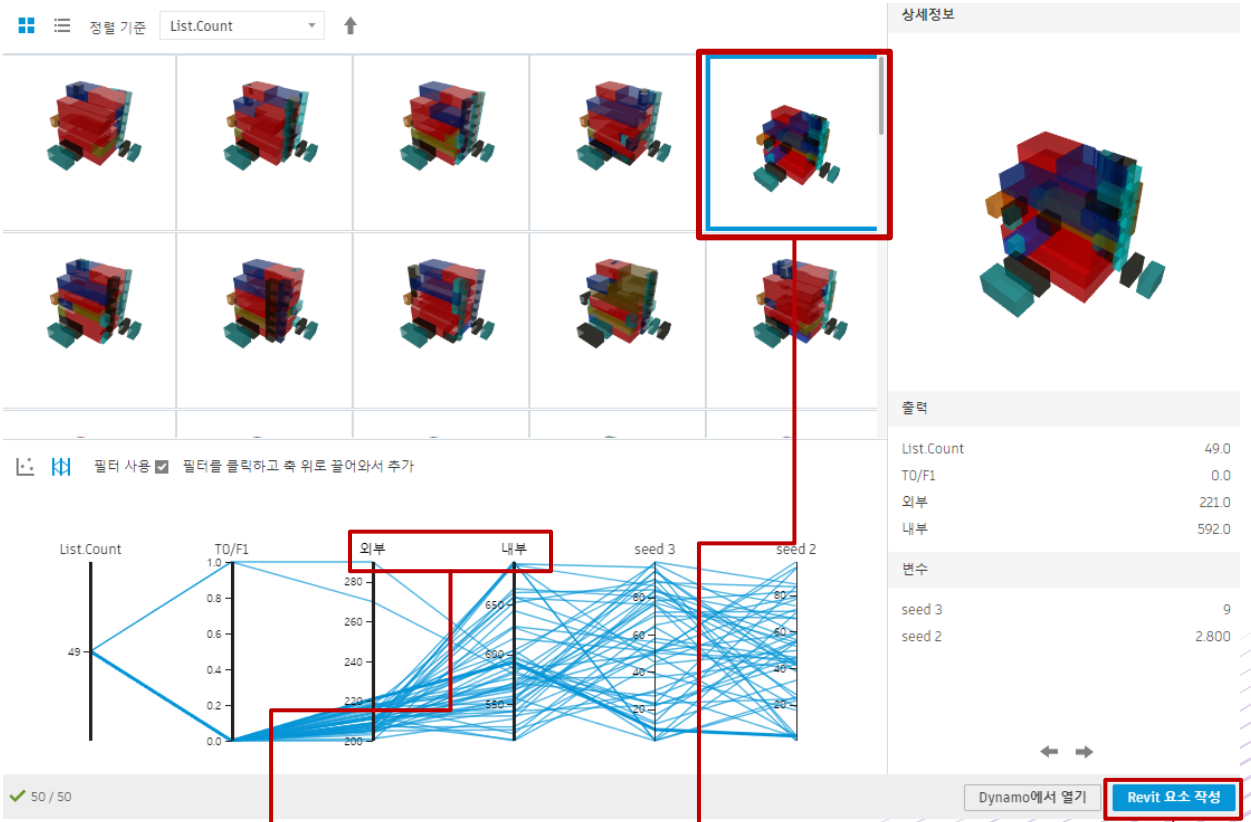 정렬 기준 List.Count
상세정보
출력
List.Count 49.0
T0/F1 0.0
외부 221.0
내부 592.0
변수
seed 3 9
seed 2 2.800
필터 사용 필터를 클릭하고 축 위로 끌어와서 추가
List.Count T0/F1 외부 내부 seed 3 seed 2
49
1.0
0.8
0.6
0.4
0.2
0.0
280
260
240
220
200
650
600
550
80
60
40
20
80
60
40
20
50 / 50
Dynamo에서 열기
Revit 요소 작성